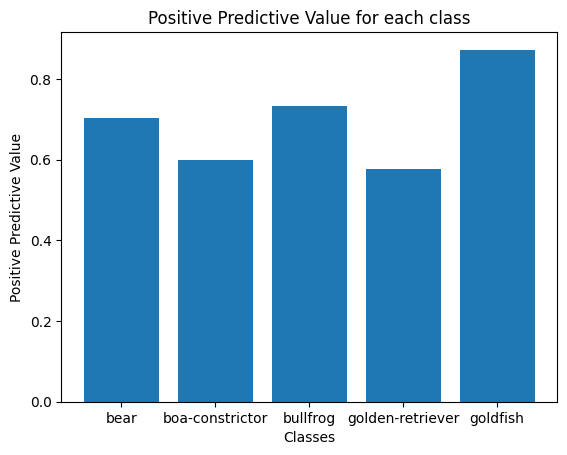 Positive Predictive Value for each class
Positive Predictive Value
0.8
0.6
0.4
0.2
0.0
bear boa-constrictor bullfrog golden-retriever goldfish
Classes